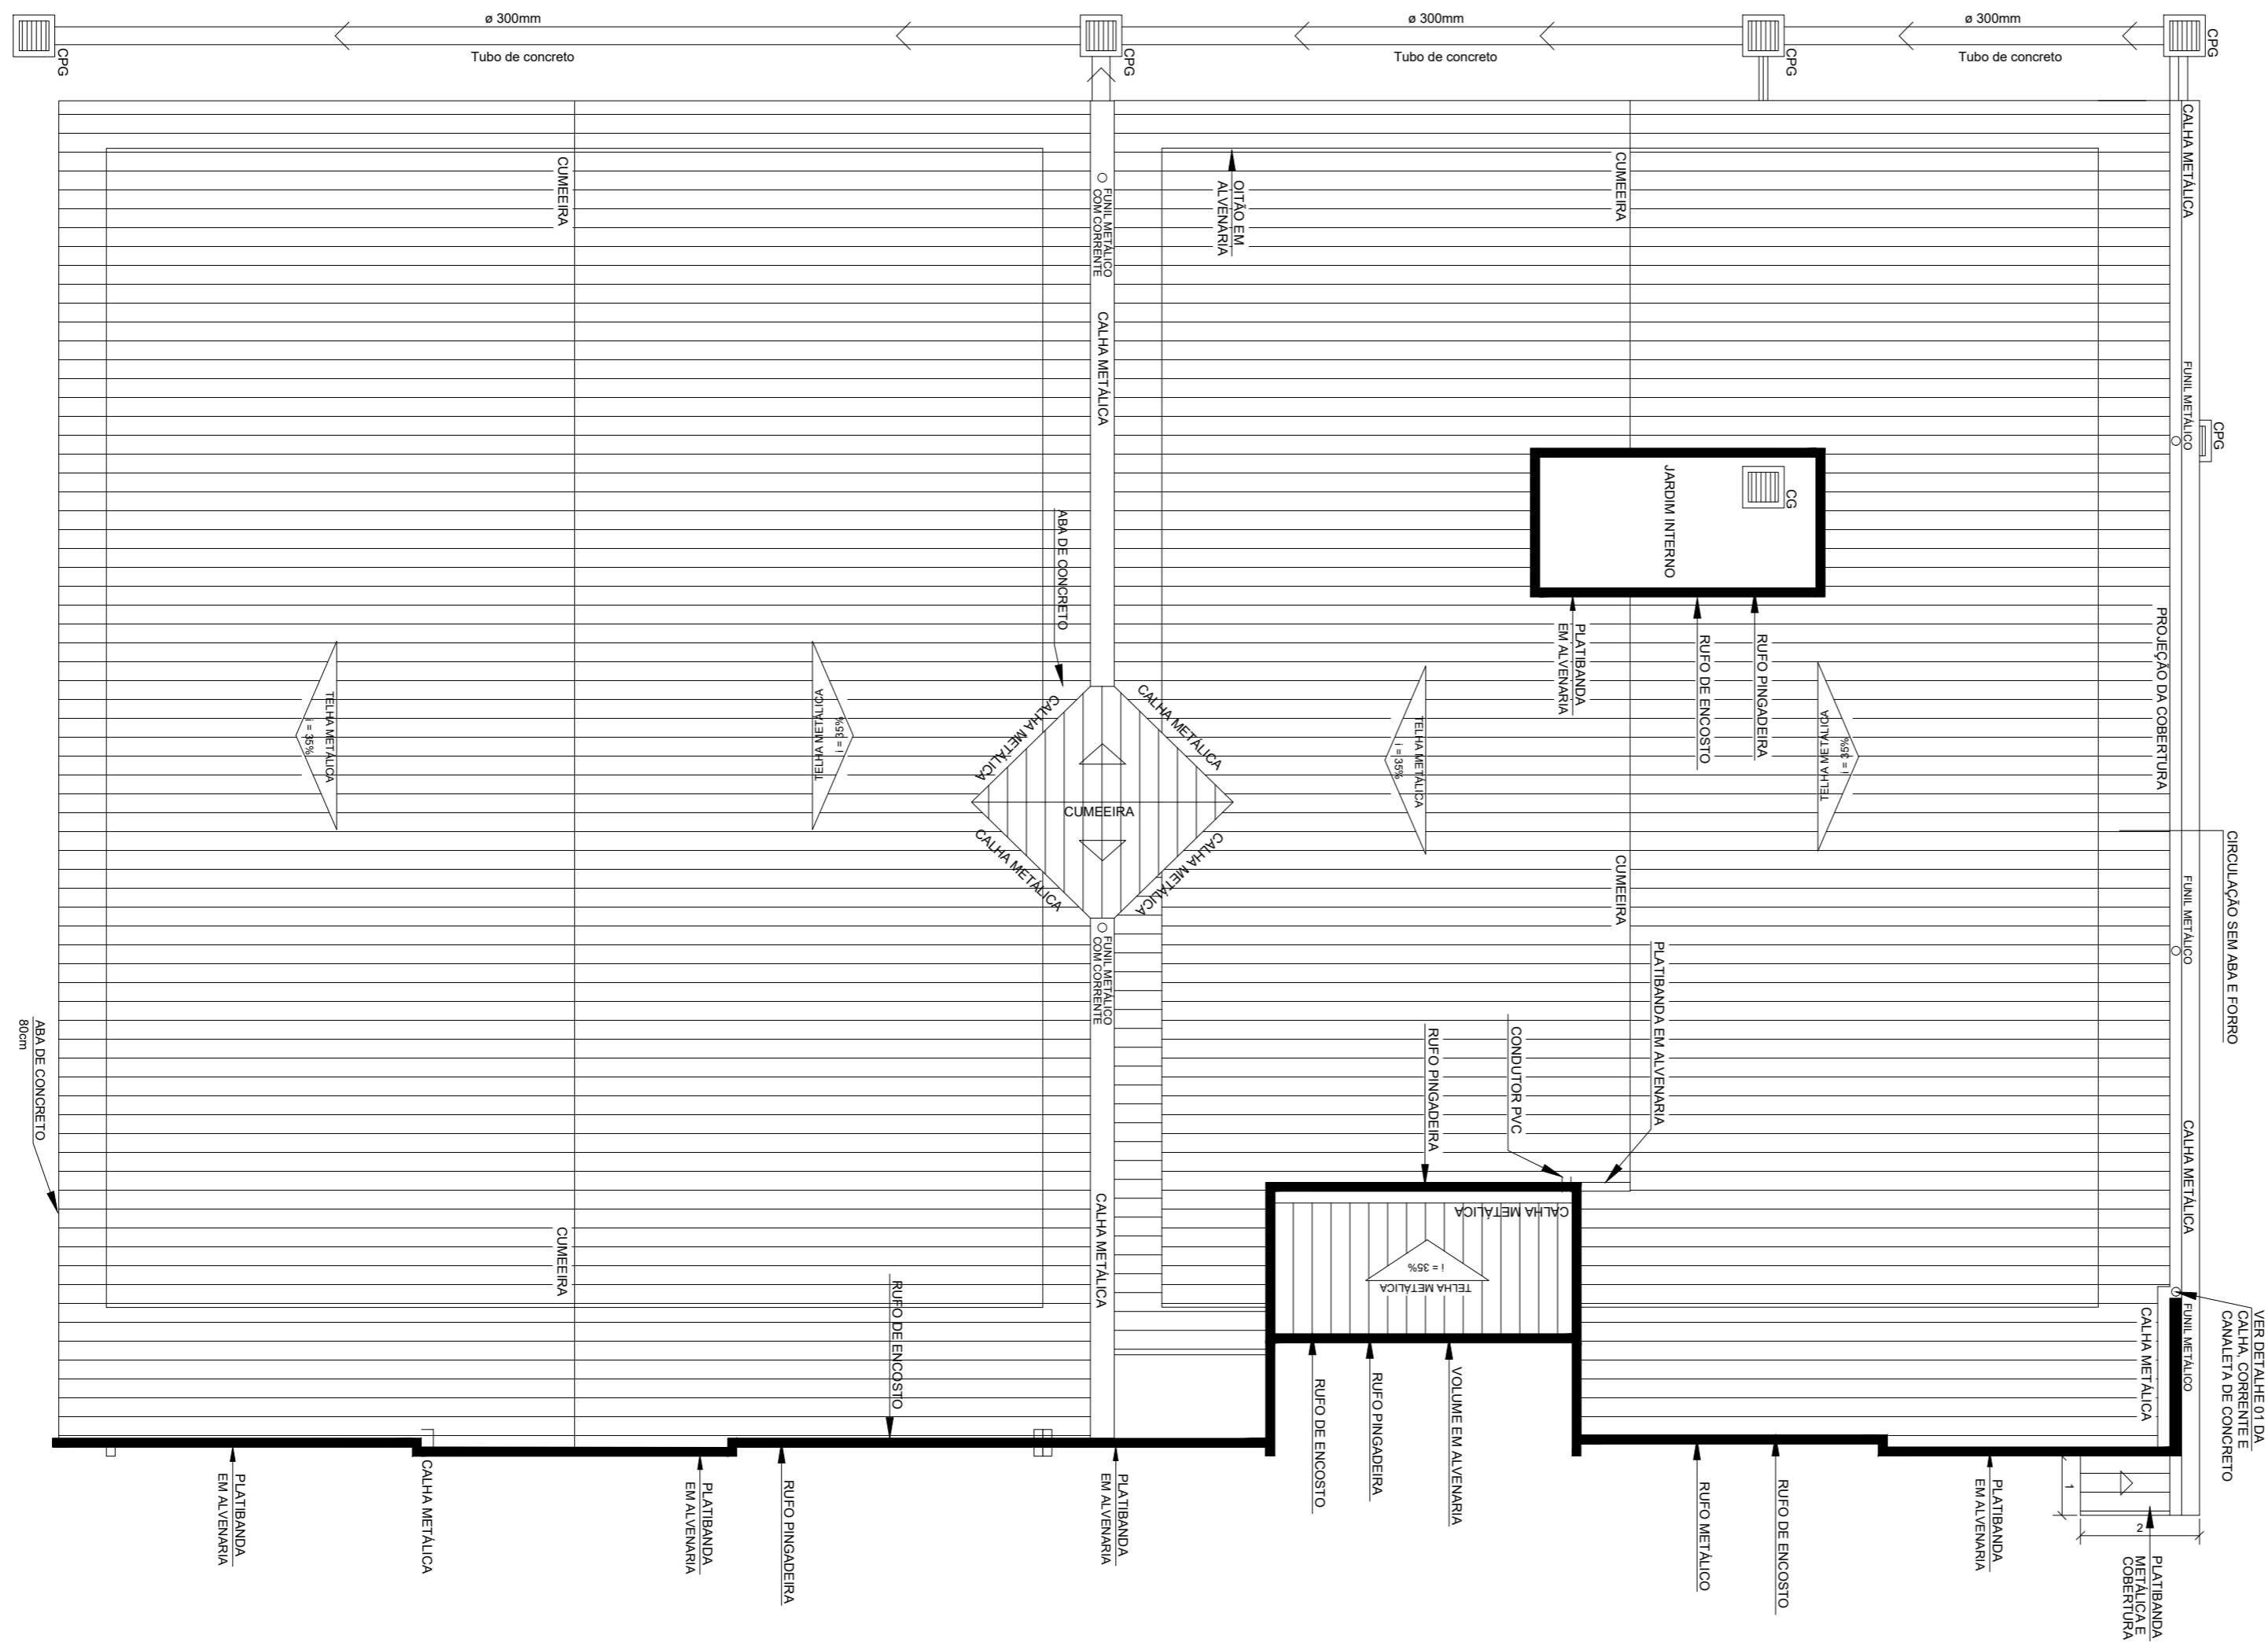 ø 300mm
ø 300mm
ø 300mm
Tubo de concreto
Tubo de concreto
Tubo de concreto
CPG
CPG
CPG
CPG
CUMEEIRA
FUNIL METÁLICO
COM CORRENTE
OITÃO EM
ALVENARIA
CUMEEIRA
CALHA METÁLICA
CALHA METÁLICA
FUNIL METÁLICO
CPG
JARDIM INTERNO
CG
ABA DE CONCRETO
PLATIBANDA
EM ALVENARIA
RUFO DE ENCOSTO
RUFO PINGADEIRA
PROJEÇÃO DA COBERTURA
TELHA METÁLICA
i = 35%
TELHA METÁLICA
i = 35%
TELHA METÁLICA
i = 35%
TELHA METÁLICA
i = 35%
CALHA METÁLICA
CALHA METÁLICA
CUMEEIRA
CALHA METÁLICA
CALHA METÁLICA
CIRCULAÇÃO SEM ABA E FORRO
CUMEEIRA
FUNIL METÁLICO
FUNIL METÁLICO
COM CORRENTE
PLATIBANDA EM ALVENARIA
CONDUTOR PVC
RUFO PINGADEIRA
ABA DE CONCRETO
80cm
CALHA METÁLICA
CALHA METÁLICA
CALHA METÁLICA
TELHA METÁLICA
i = 35%
CUMEEIRA
RUFO DE ENCOSTO
CALHA METÁLICA
FUNIL METÁLICO
VER DETALHE 01 DA
CALHA, CORRENTE E
CANALETA DE CONCRETO
PLATIBANDA
EM ALVENARIA
CALHA METÁLICA
PLATIBANDA
EM ALVENARIA
RUFO PINGADEIRA
PLATIBANDA
EM ALVENARIA
RUFO DE ENCOSTO
RUFO PINGADEIRA
VOLUME EM ALVENARIA
RUFO METÁLICO
RUFO DE ENCOSTO
PLATIBANDA
EM ALVENARIA
1
2
PLATIBANDA
METÁLICA E
COBERTURA